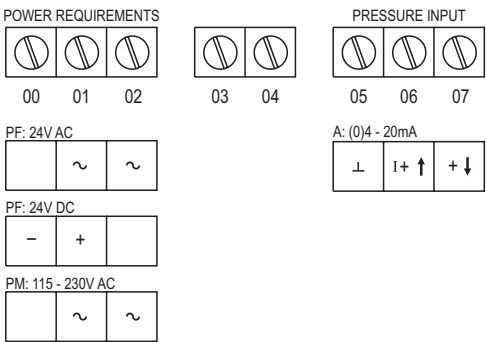 POWER REQUIREMENTS
PRESSURE INPUT
00 01 02 03 04 05 06 07
PF: 24V AC
A: (0)4 - 20mA
~ ~
⊥ I+ ↑ + ↓
PF: 24V DC
− +
PM: 115 - 230V AC
~ ~